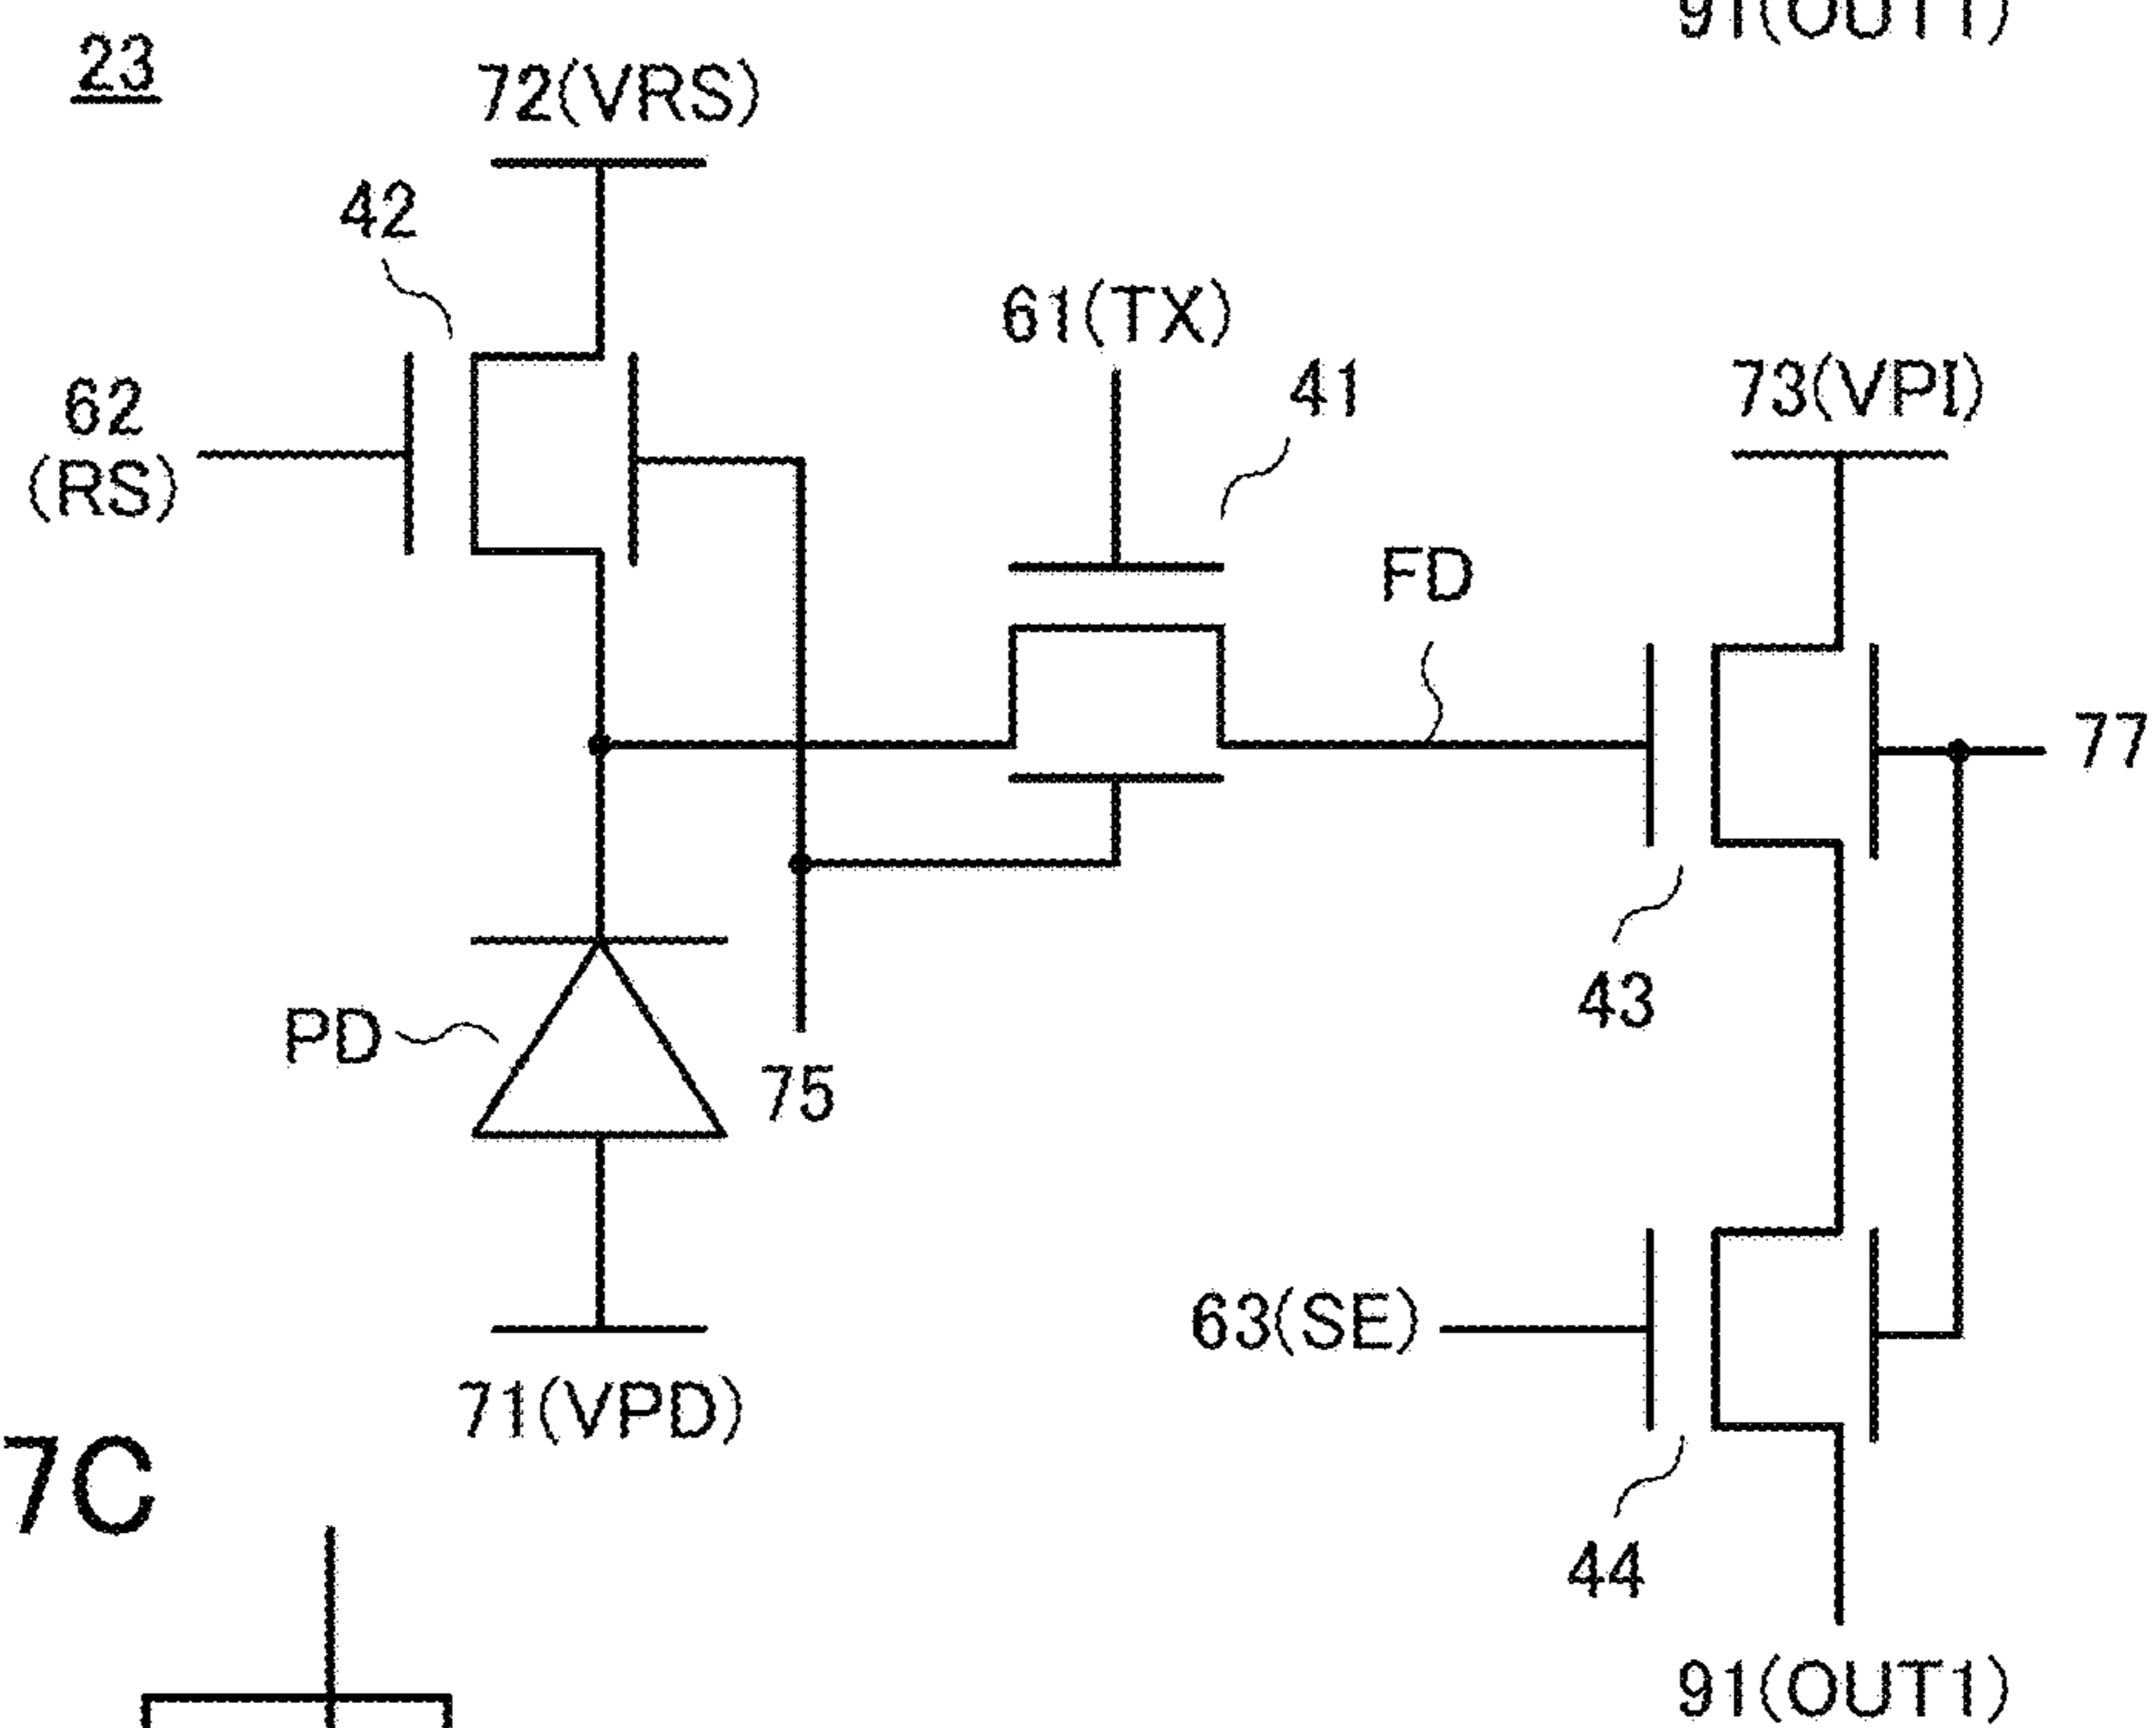 91(OUT1)
23
72(VRS)
42
61(TX)
41
73(VPI)
62
(RS)
FD
77
PD
75
43
63(SE)
71(VPD)
7C
44
91(OUT1)